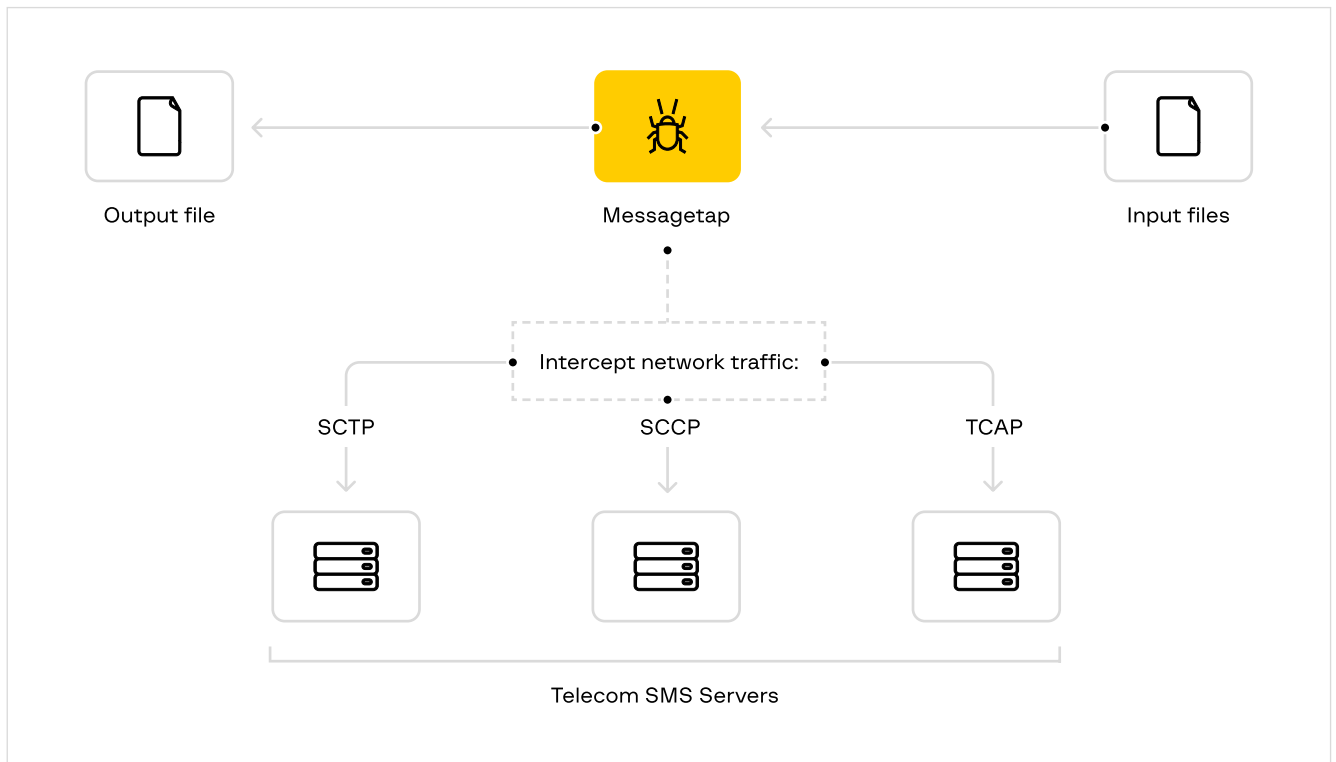 Output file
Messagetap
Input files
Intercept network traffic:
SCTP
SCCP
TCAP
Telecom SMS Servers